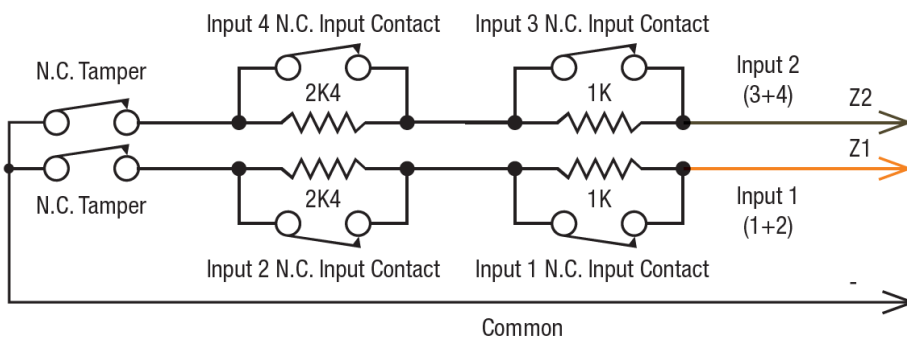 Input 4 N.C. Input Contact
Input 3 N.C. Input Contact
N.C. Tamper
2K4
1K
Input 2
(3+4)
Z2
Z1
N.C. Tamper
2K4
1K
Input 1
(1+2)
Input 2 N.C. Input Contact
Input 1 N.C. Input Contact
-
Common